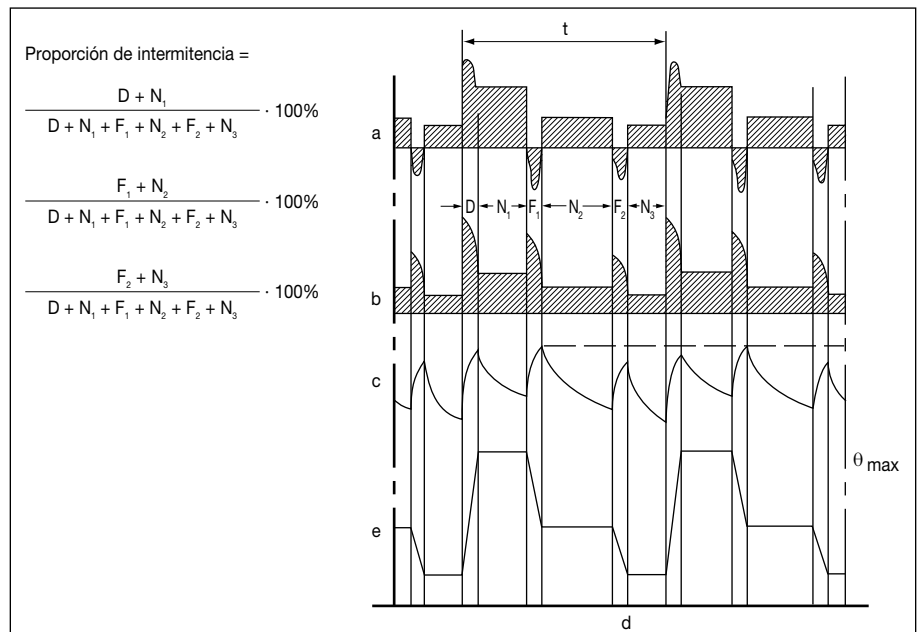 Proporción de intermitencia =
D + N₁
D + N₁ + F₁ + N₂ + F₂ + N₃
· 100%
F₁ + N₂
D + N₁ + F₁ + N₂ + F₂ + N₃
· 100%
F₂ + N₃
D + N₁ + F₁ + N₂ + F₂ + N₃
· 100%
t
a
D N₁ F₁ N₂ F₂ N₃
b
c
θ max
e
d